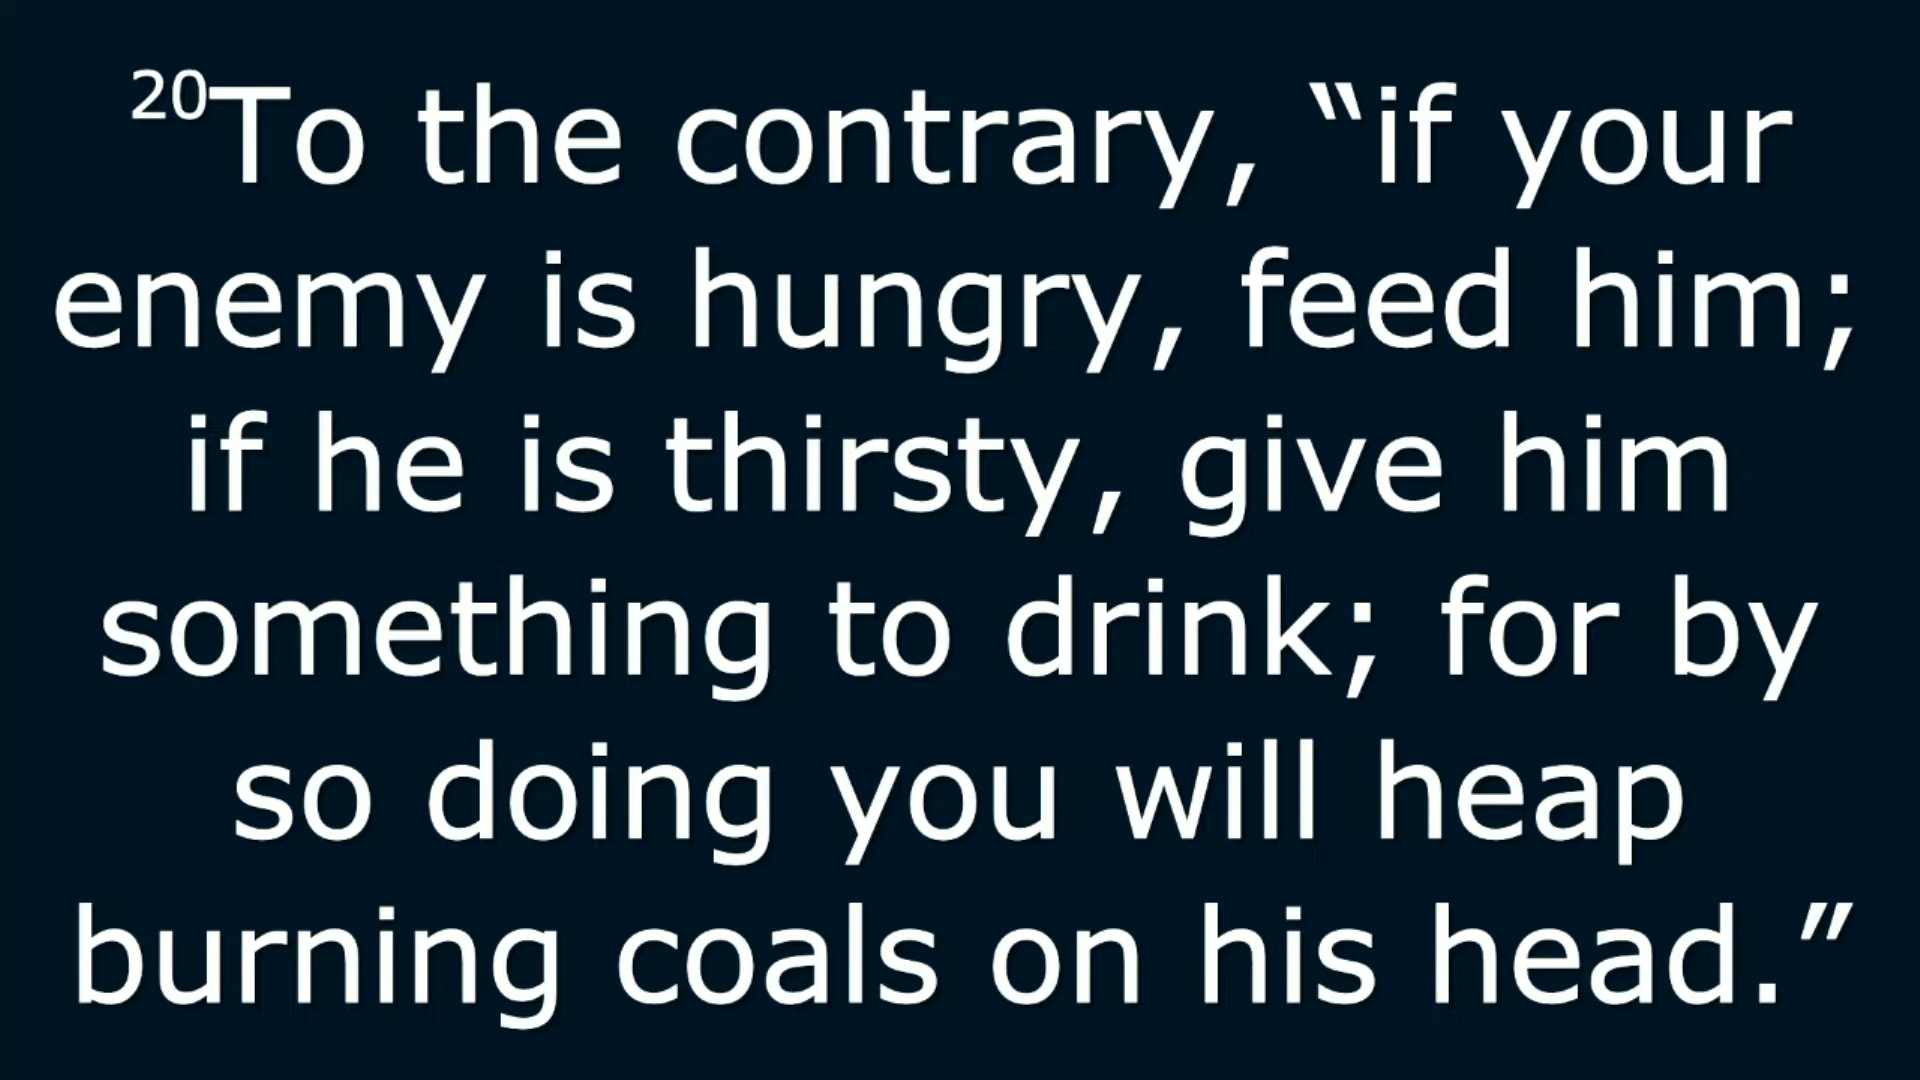 20To the contrary, “if your
enemy is hungry, feed him;
if he is thirsty, give him
something to drink; for by
so doing you will heap
burning coals on his head.”